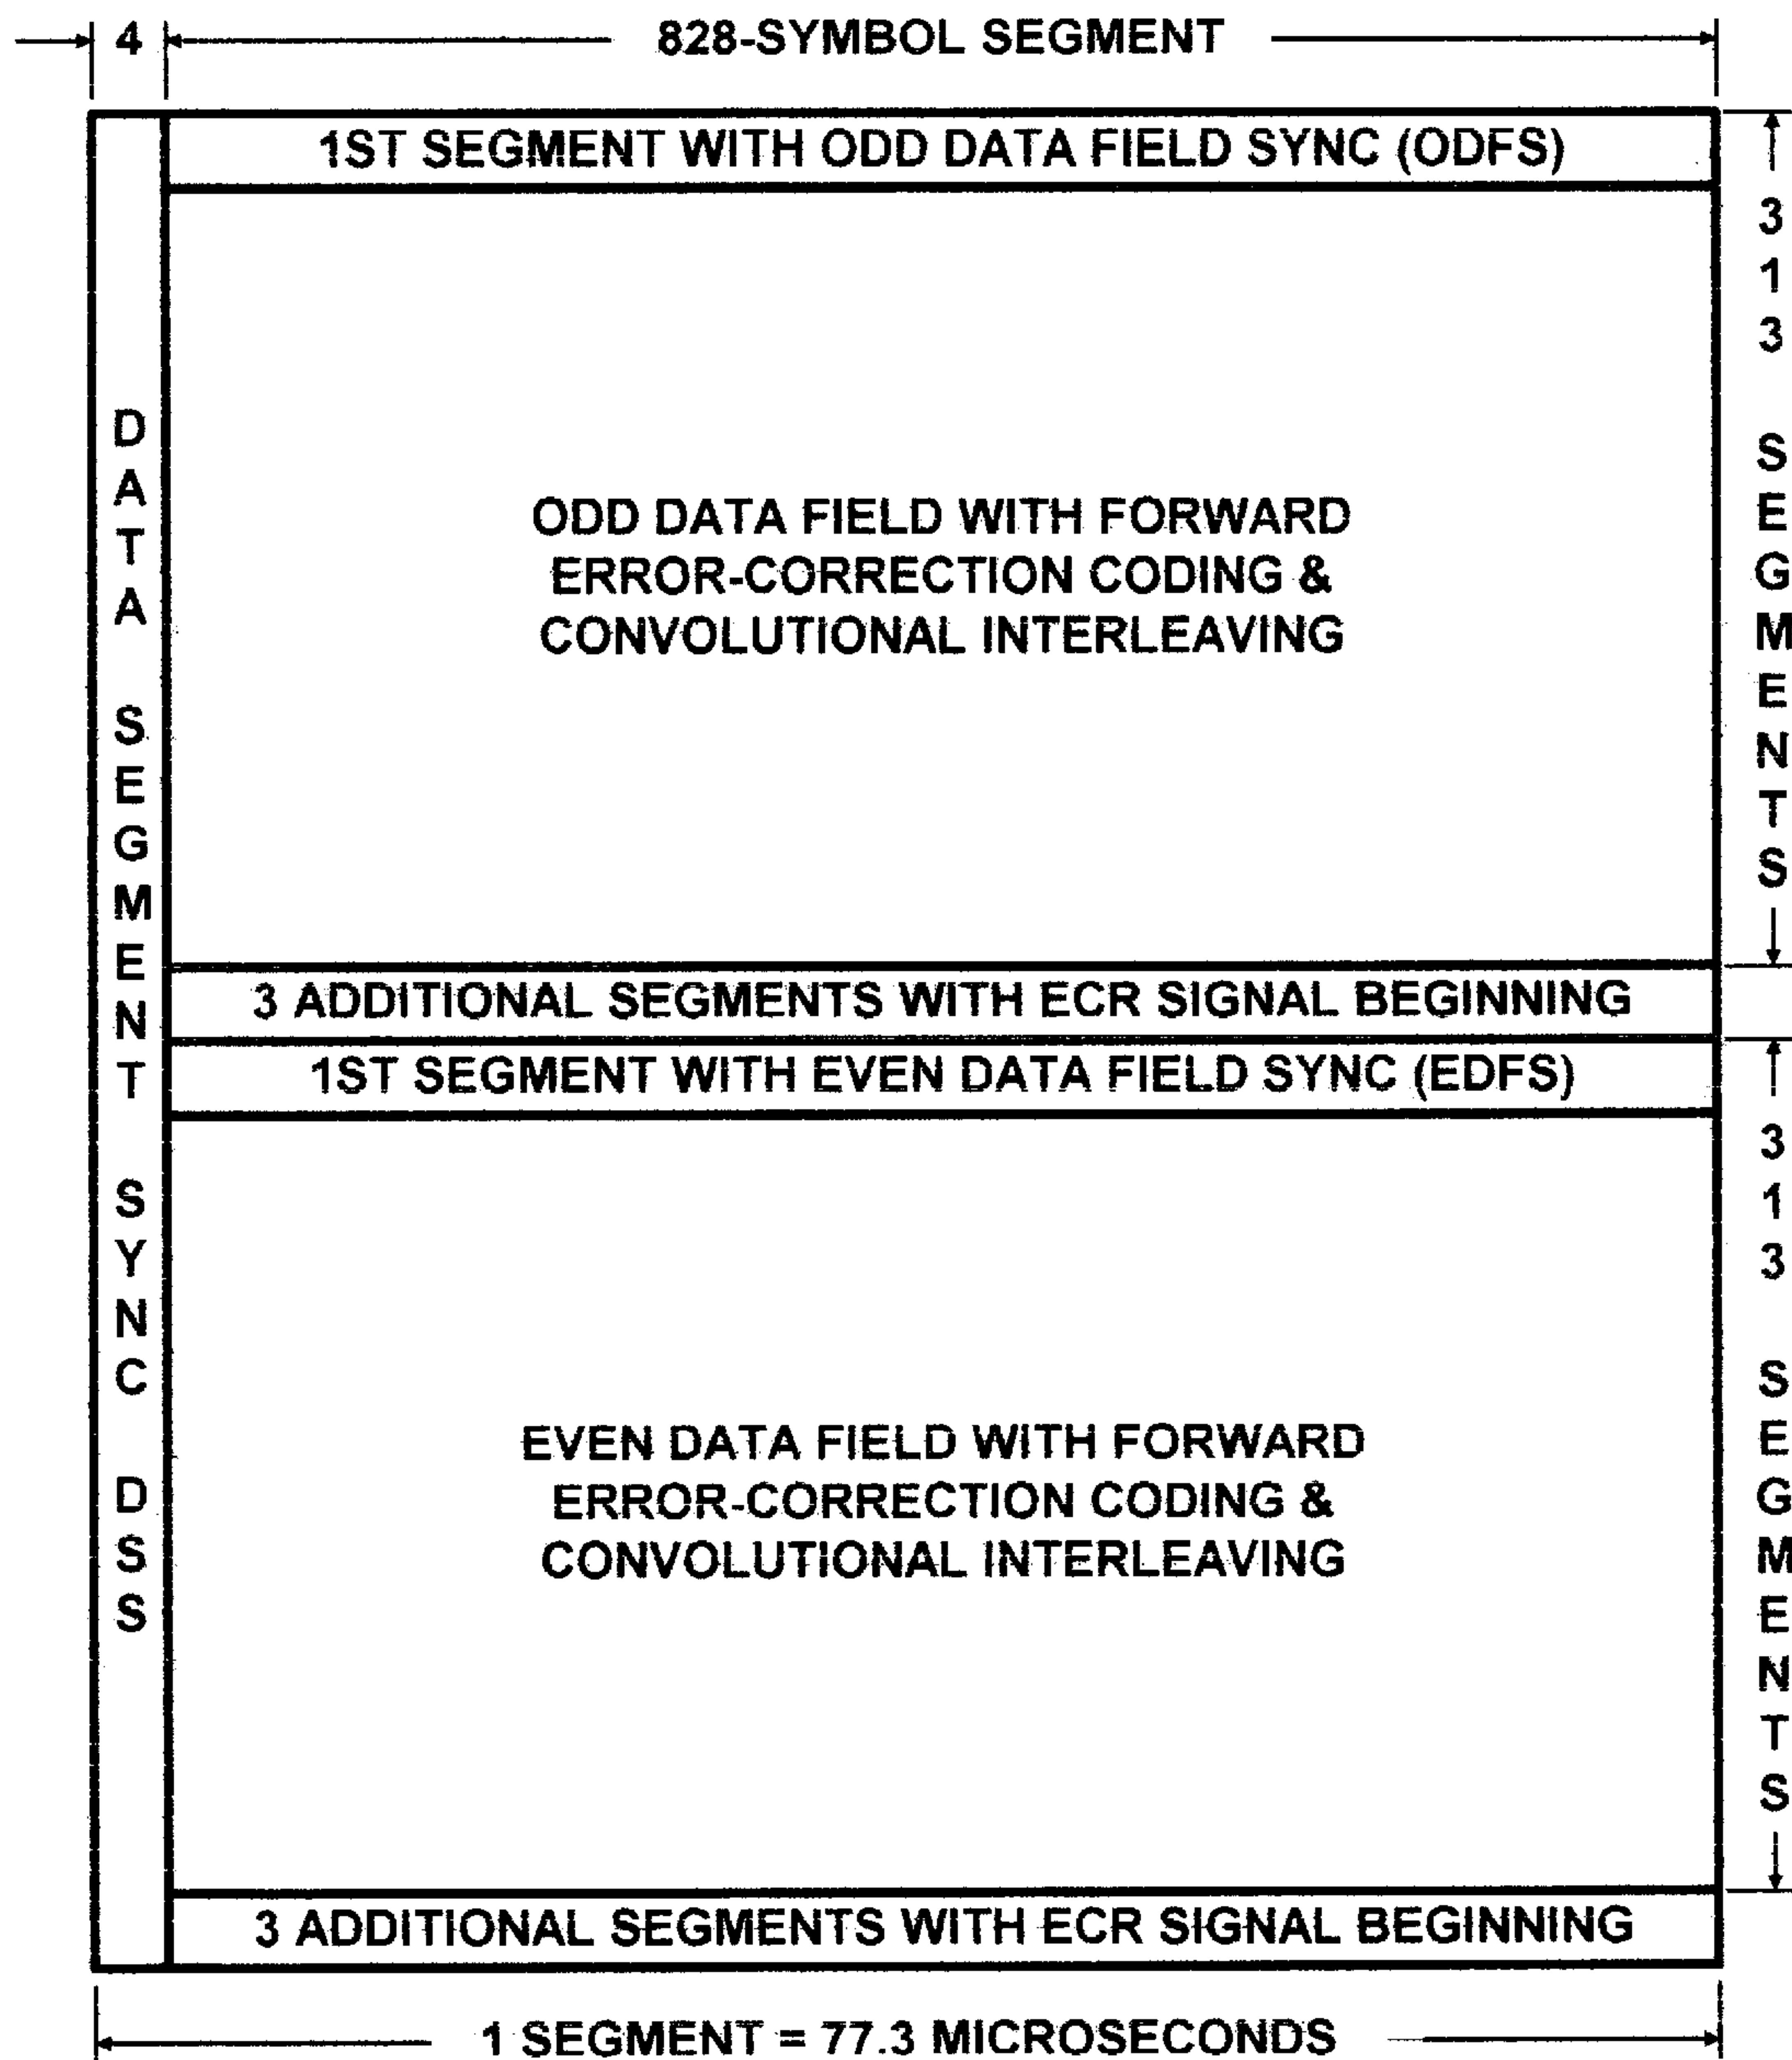 4 828-SYMBOL SEGMENT
1ST SEGMENT WITH ODD DATA FIELD SYNC (ODFS)
313 SEGMENTS
DATA SEGMENT SYNC DSS
ODD DATA FIELD WITH FORWARD
ERROR-CORRECTION CODING &
CONVOLUTIONAL INTERLEAVING
3 ADDITIONAL SEGMENTS WITH ECR SIGNAL BEGINNING
1ST SEGMENT WITH EVEN DATA FIELD SYNC (EDFS)
313 SEGMENTS
EVEN DATA FIELD WITH FORWARD
ERROR-CORRECTION CODING &
CONVOLUTIONAL INTERLEAVING
3 ADDITIONAL SEGMENTS WITH ECR SIGNAL BEGINNING
1 SEGMENT = 77.3 MICROSECONDS